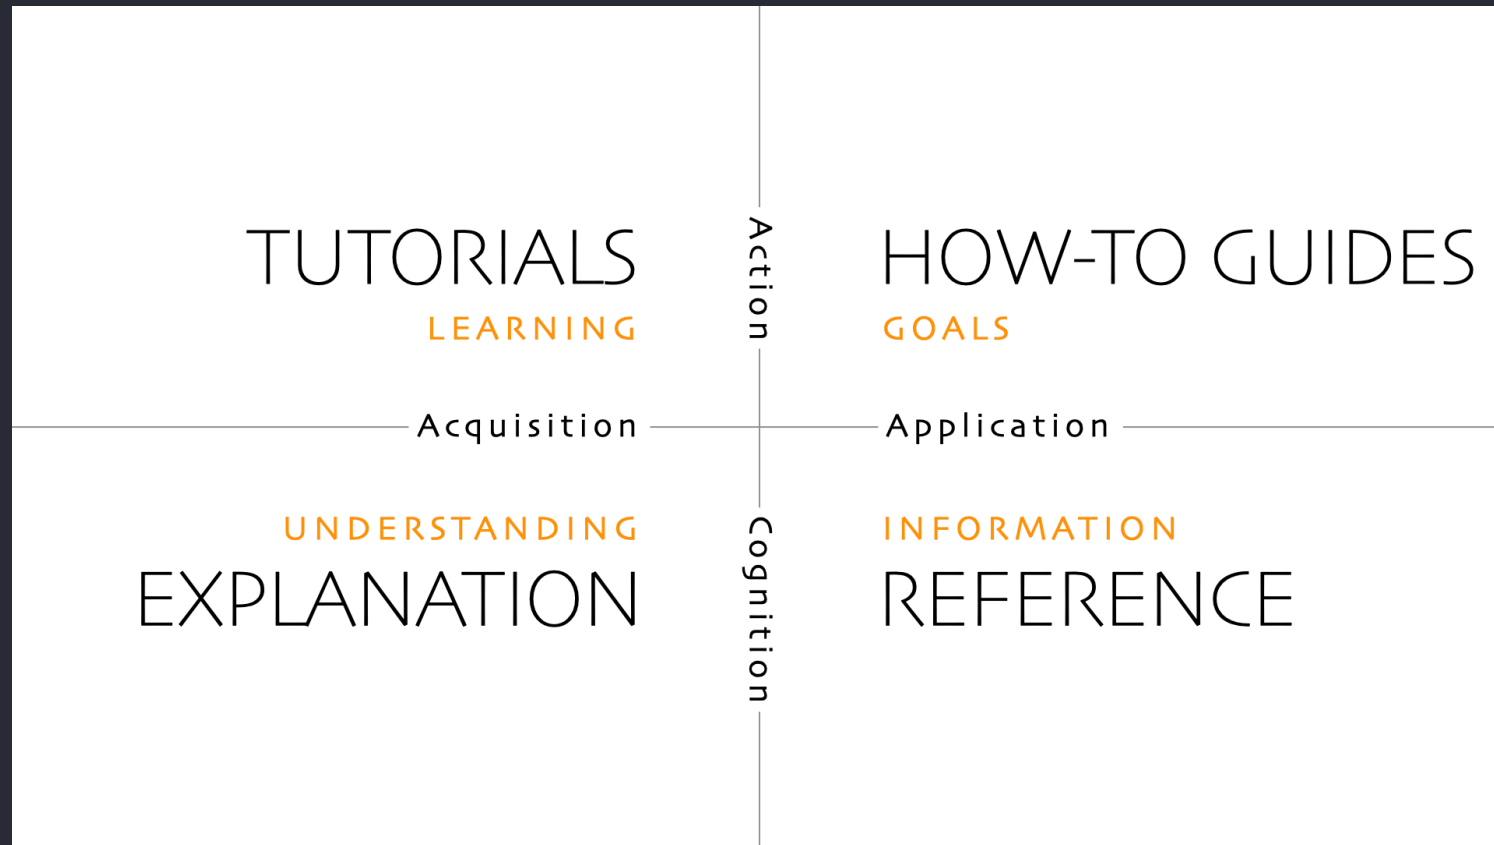 TUTORIALS
LEARNING
Action
HOW-TO GUIDES
GOALS
Acquisition
Application
UNDERSTANDING
EXPLANATION
Cognition
INFORMATION
REFERENCE